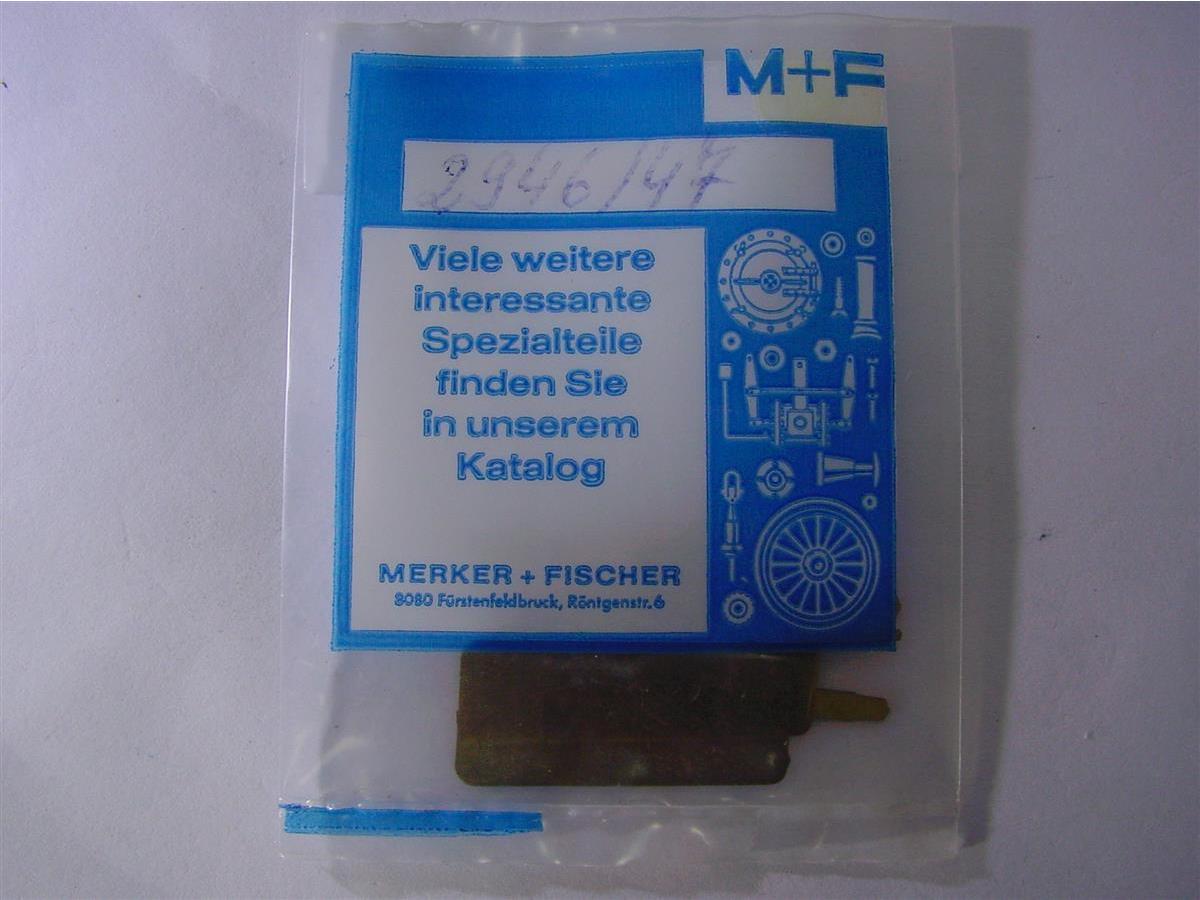 M+F
2946/47
Viele weitere
interessante
Spezialteile
finden Sie
in unserem
Katalog
MERKER + FISCHER
8080 Fürstenfeldbruck, Röntgenstr. 6